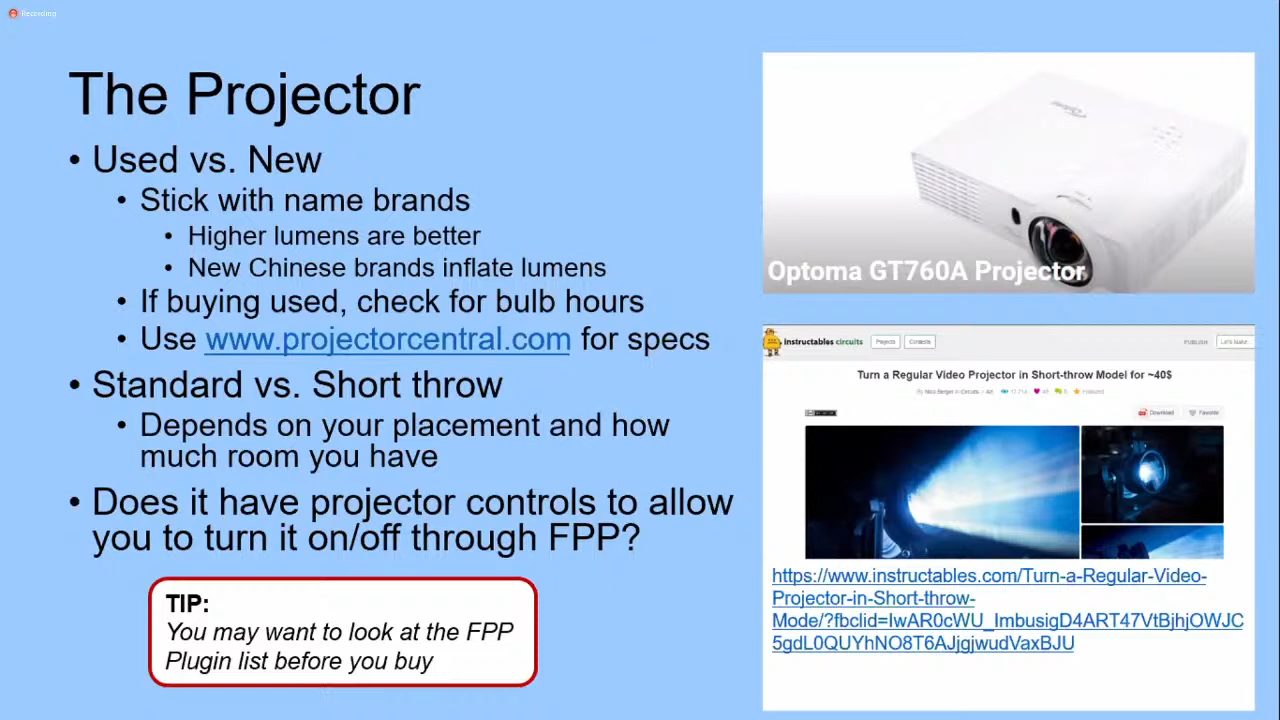 Recording
The Projector
• Used vs. New
• Stick with name brands
• Higher lumens are better
• New Chinese brands inflate lumens
• If buying used, check for bulb hours
• Use www.projectorcentral.com for specs
• Standard vs. Short throw
• Depends on your placement and how
much room you have
• Does it have projector controls to allow
you to turn it on/off through FPP?
TIP:
You may want to look at the FPP
Plugin list before you buy
Optoma GT760A Projector
instructables circuits Projects Contests PUBLISH Let's Make
Turn a Regular Video Projector in Short-throw Model for ~40$
Featured
Download Favorite
https://www.instructables.com/Turn-a-Regular-Video-
Projector-in-Short-throw-
Mode/?fbclid=IwAR0cWU_ImbusigD4ART47VtBjhjOWJC
5gdL0QUYhNO8T6AJjgjwudVaxBJU